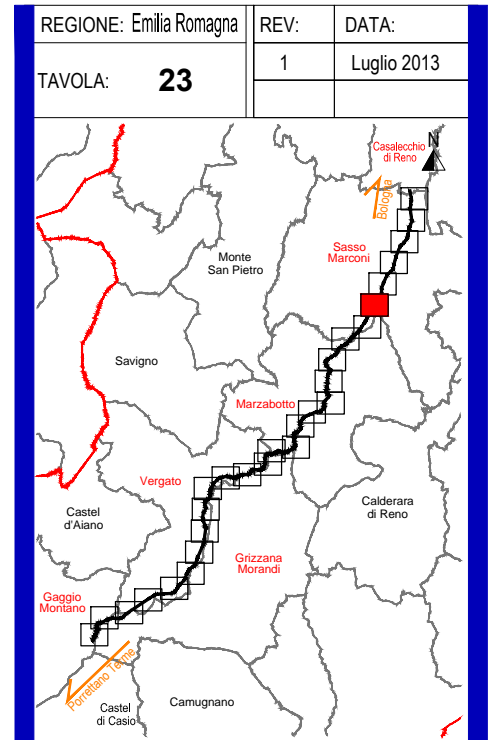 REGIONE: Emilia Romagna
REV:
DATA:
TAVOLA: 23
1
Luglio 2013
Casalecchio
di Reno
N
Bologna
Sasso
Marconi
Monte
San Pietro
Savigno
Marzabotto
Vergato
Castel
d'Aiano
Calderara
di Reno
Grizzana
Morandi
Gaggio
Montano
Porrettano Terme
Castel
di Casio
Camugnano